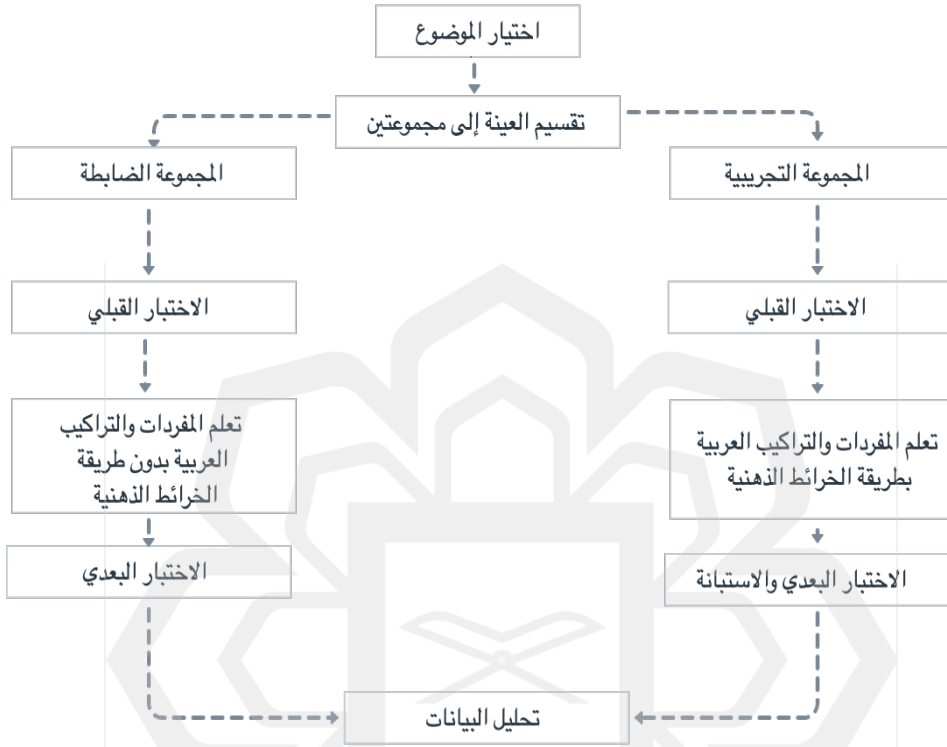 اختيار الموضوع
تقسيم العينة إلى مجموعتين
المجموعة التجريبية
المجموعة الضابطة
الاختبار القبلي
الاختبار القبلي
تعلم المفردات والتراكيب العربية
بطريقة الخرائط الذهنية
تعلم المفردات والتراكيب
العربية بدون طريقة
الخرائط الذهنية
الاختبار البعدي والاستبانة
الاختبار البعدي
تحليل البيانات